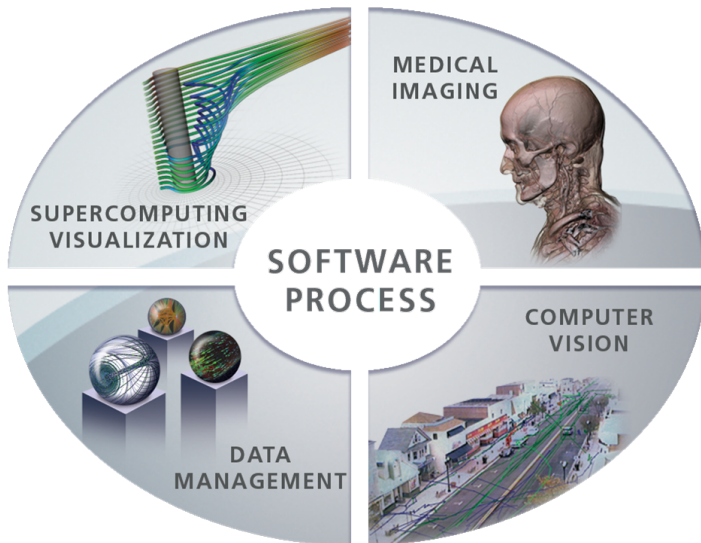 MEDICAL
IMAGING
SUPERCOMPUTING
VISUALIZATION
SOFTWARE
PROCESS
COMPUTER
VISION
DATA
MANAGEMENT